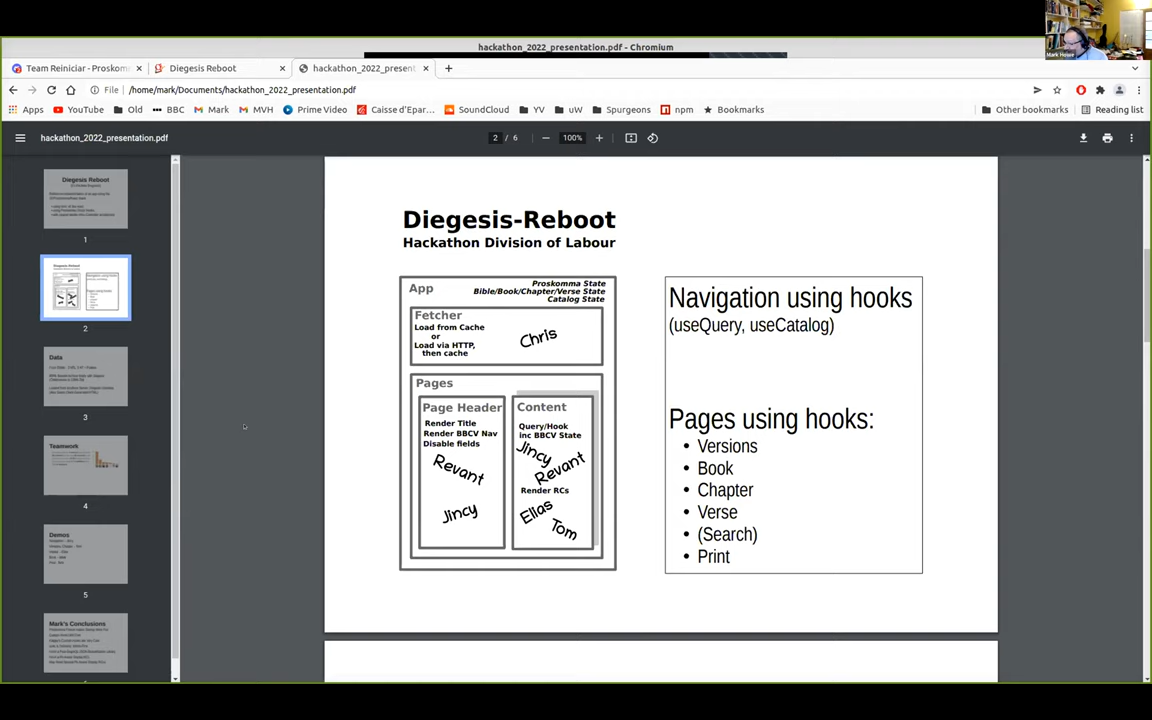 Mark Howe
hackathon_2022_presentation.pdf - Chromium
Team Reiniciar - Proskom
Diegesis Reboot
hackathon_2022_present
File
/home/mark/Documents/hackathon_2022_presentation.pdf
Apps
YouTube
Old
BBC
Mark
MVH
Prime Video
Caisse d'Epar...
SoundCloud
YV
uW
Spurgeons
npm
Bookmarks
Other bookmarks
Reading list
hackathon_2022_presentation.pdf
2 / 6
100%
Diegesis Reboot
1
2
Data
3
Teamwork
4
Demos
5
Mark's Conclusions
Diegesis-Reboot
Hackathon Division of Labour
App
Proskomma State
Bible/Book/Chapter/Verse State
Catalog State
Fetcher
Load from Cache
or
Load via HTTP,
then cache
Chris
Pages
Page Header
Render Title
Render BBCV Nav
Disable fields
Revant
Jincy
Content
Query/Hook
inc BBCV State
Jincy
Revant
Render RCs
Elias
Tom
Navigation using hooks
(useQuery, useCatalog)
Pages using hooks:
• Versions
• Book
• Chapter
• Verse
• (Search)
• Print